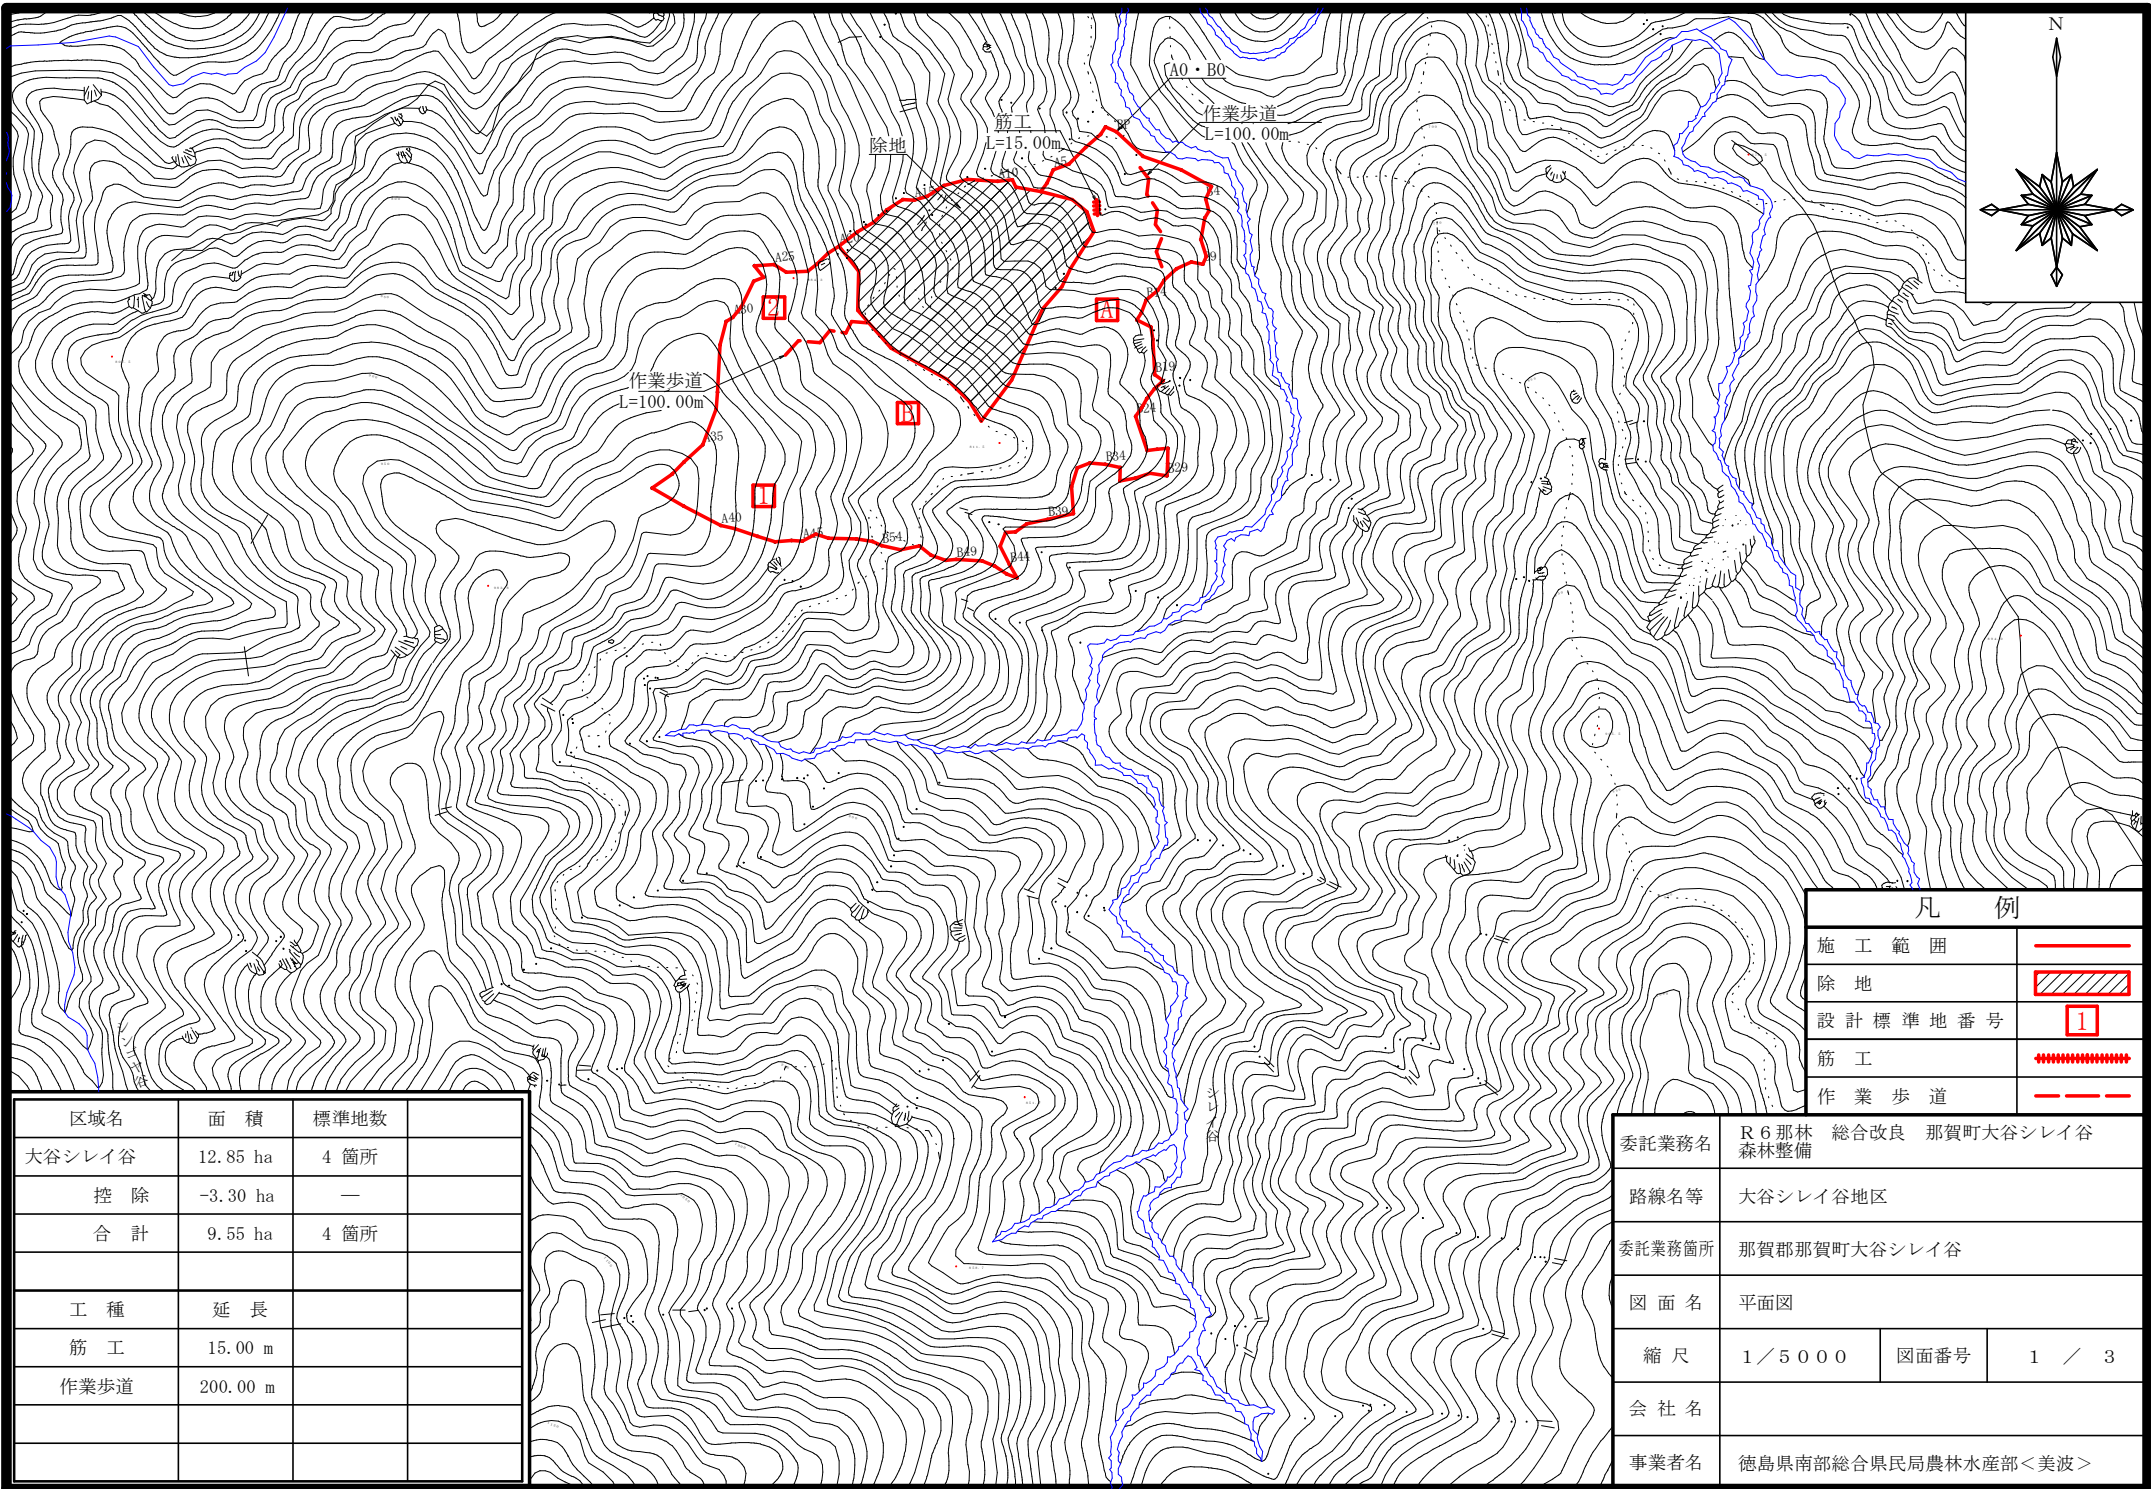 N
A0・B0
作業歩道
L=100.00m
筋工
L=15.00m
除地
BP
A5
A10
A15
A20
A25
A30
A35
A40
A45
B4
B9
B14
B19
B24
B29
B34
B39
B44
B49
B54
2
A
B
1
作業歩道
L=100.00m
シレイ谷
凡 例
施工範囲
除地
設計標準地番号 1
筋工
作業歩道
区域名 面積 標準地数
大谷シレイ谷 12.85 ha 4 箇所
控除 -3.30 ha ―
合計 9.55 ha 4 箇所
工種 延長
筋工 15.00 m
作業歩道 200.00 m
委託業務名 R6那林 総合改良 那賀町大谷シレイ谷
森林整備
路線名等 大谷シレイ谷地区
委託業務箇所 那賀郡那賀町大谷シレイ谷
図面名 平面図
縮尺 1/5000 図面番号 1 / 3
会社名
事業者名 徳島県南部総合県民局農林水産部<美波>